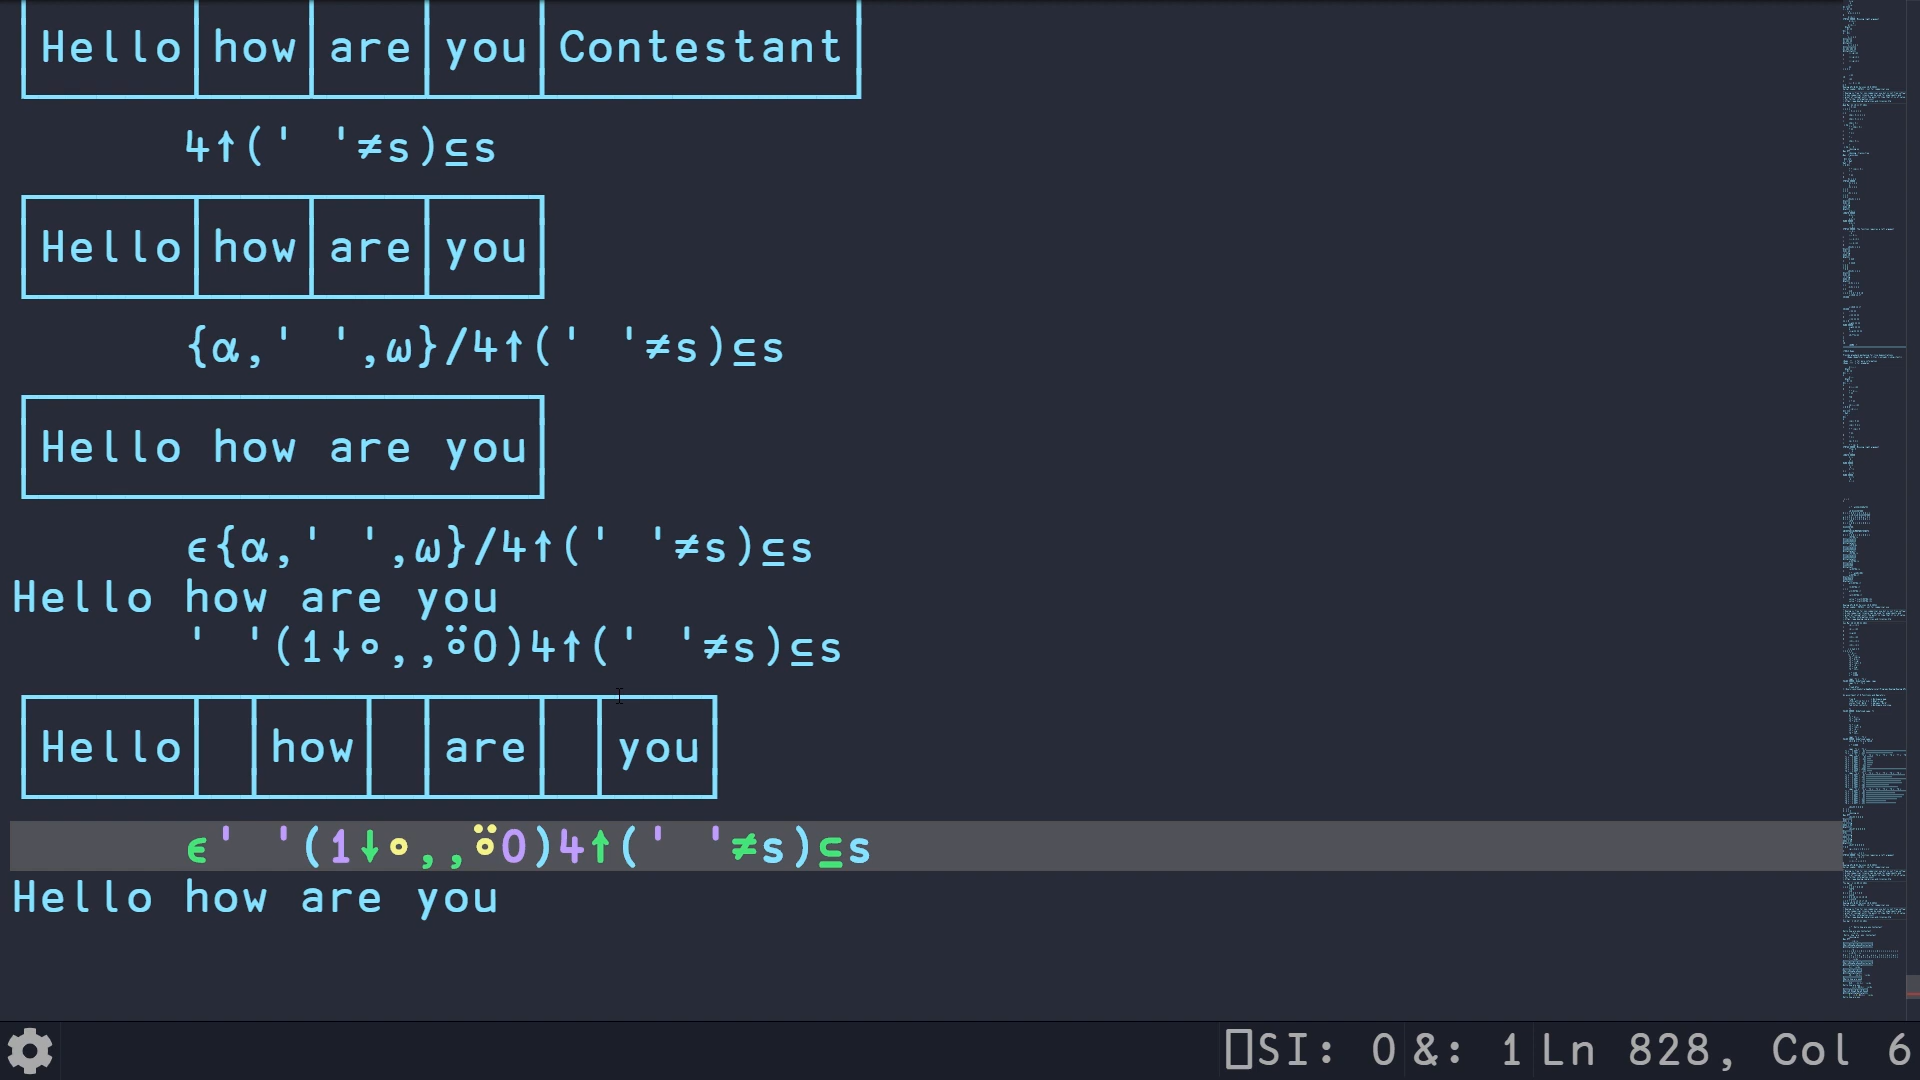 Hello how are you Contestant
4↑(' '≠s)⊆s
Hello how are you
{⍺,' ',⍵}/4↑(' '≠s)⊆s
Hello how are you
∊{⍺,' ',⍵}/4↑(' '≠s)⊆s
Hello how are you
' '(1↓∘,,⍤0)4↑(' '≠s)⊆s
Hello how are you
∊' '(1↓∘,,⍤0)4↑(' '≠s)⊆s
Hello how are you
⎕SI: 0 &: 1 Ln 828, Col 6